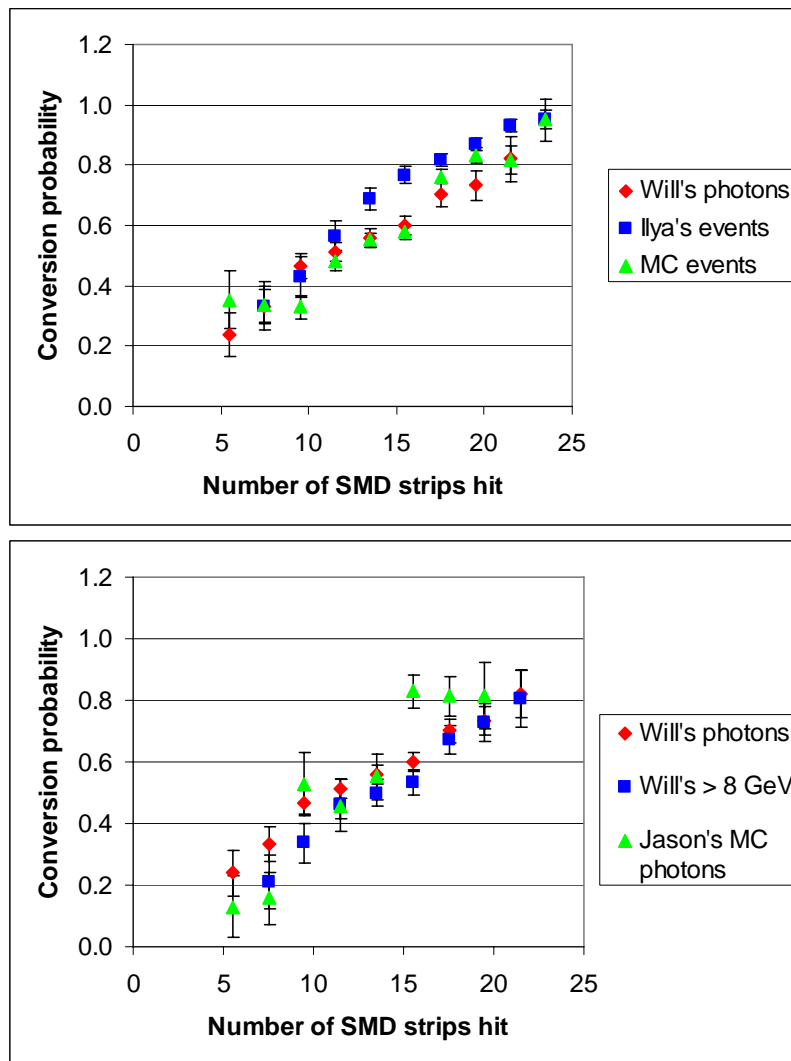 1.2
1.0
0.8
0.6
0.4
0.2
0.0
Conversion probability
0 5 10 15 20 25
Number of SMD strips hit
Will's photons
Ilya's events
MC events
1.2
1.0
0.8
0.6
0.4
0.2
0.0
Conversion probability
0 5 10 15 20 25
Number of SMD strips hit
Will's photons
Will's > 8 GeV
Jason's MC
photons